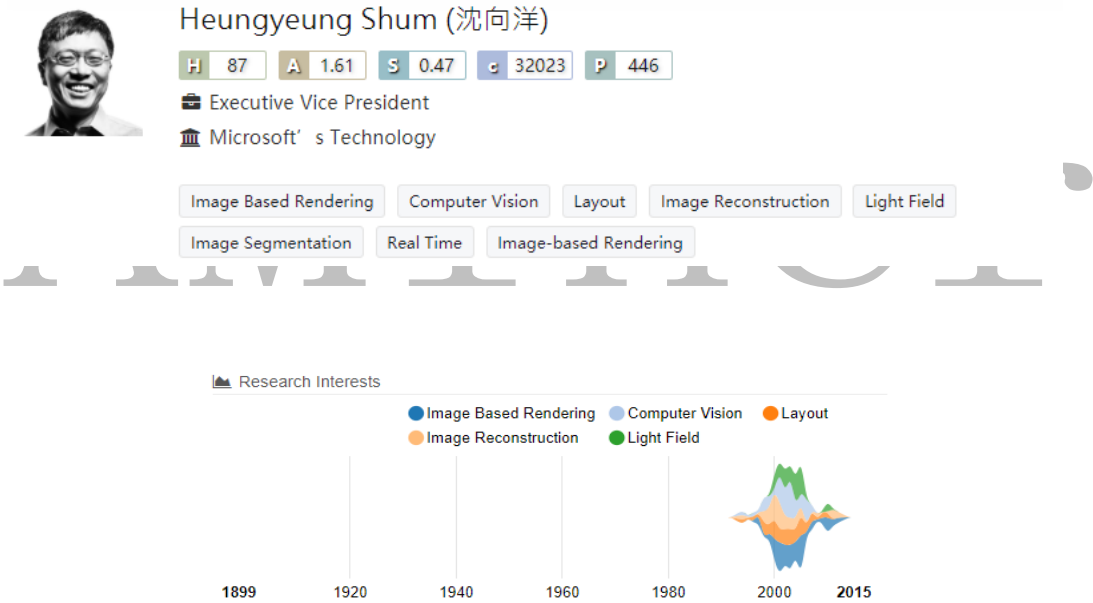 Heungyeung Shum (沈向洋)
H 87 A 1.61 S 0.47 c 32023 P 446
Executive Vice President
Microsoft's Technology
Image Based Rendering Computer Vision Layout Image Reconstruction Light Field
Image Segmentation Real Time Image-based Rendering
Research Interests
Image Based Rendering Computer Vision Layout
Image Reconstruction Light Field
1899 1920 1940 1960 1980 2000 2015